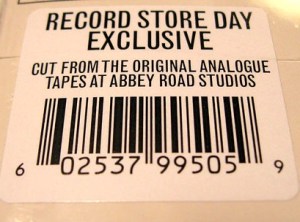 RECORD STORE DAY
EXCLUSIVE
CUT FROM THE ORIGINAL ANALOGUE
TAPES AT ABBEY ROAD STUDIOS
6 02537 99505 9